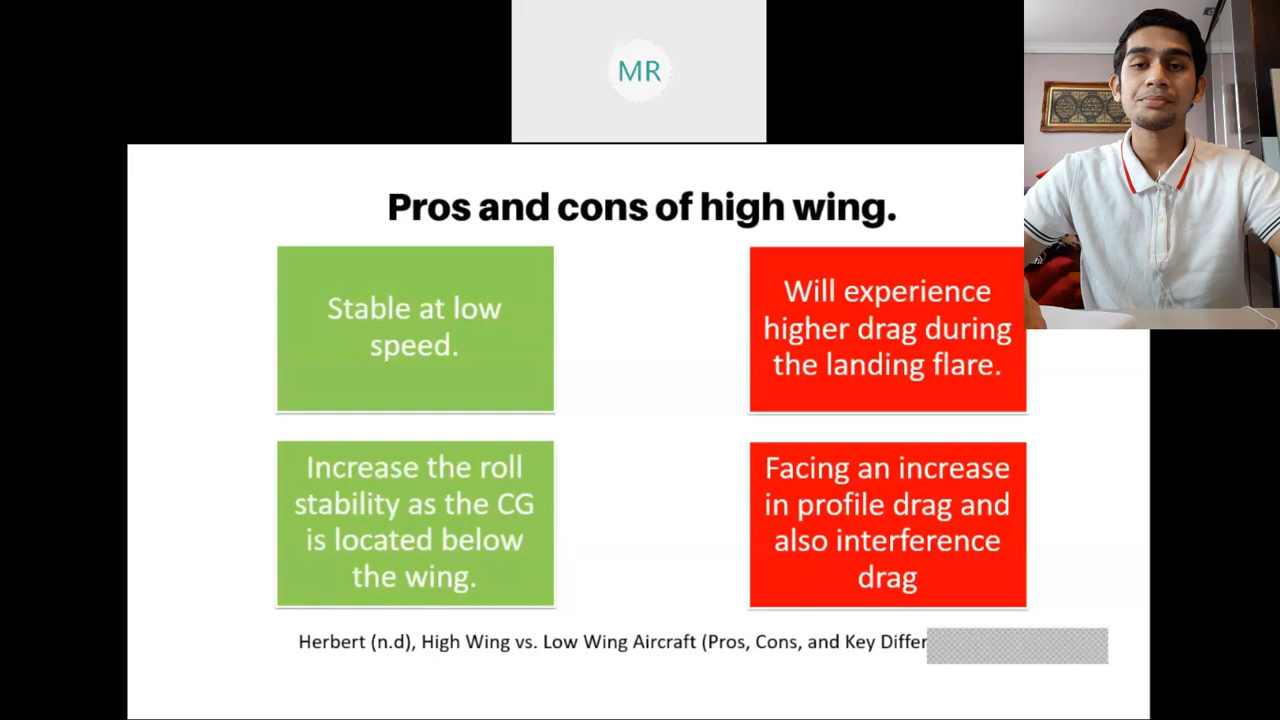 MR
Pros and cons of high wing.
Stable at low
speed.
Will experience
higher drag during
the landing flare.
Increase the roll
stability as the CG
is located below
the wing.
Facing an increase
in profile drag and
also interference
drag
Herbert (n.d), High Wing vs. Low Wing Aircraft (Pros, Cons, and Key